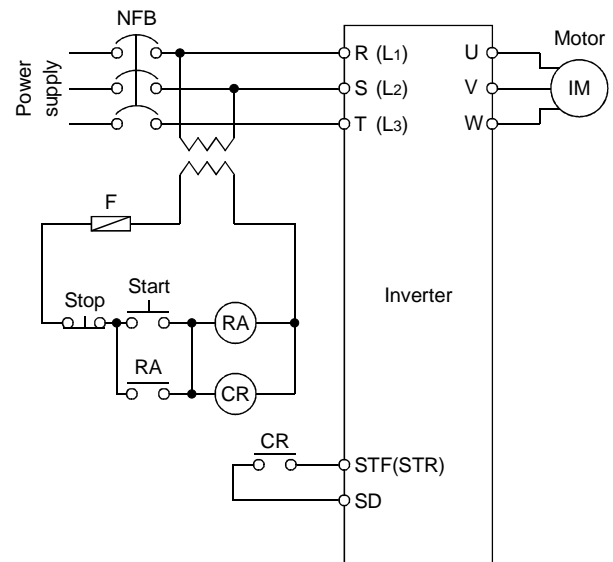 NFB
Power
supply
R (L1)
S (L2)
T (L3)
U
V
W
Motor
IM
F
Stop
Start
RA
RA
CR
Inverter
CR
STF(STR)
SD